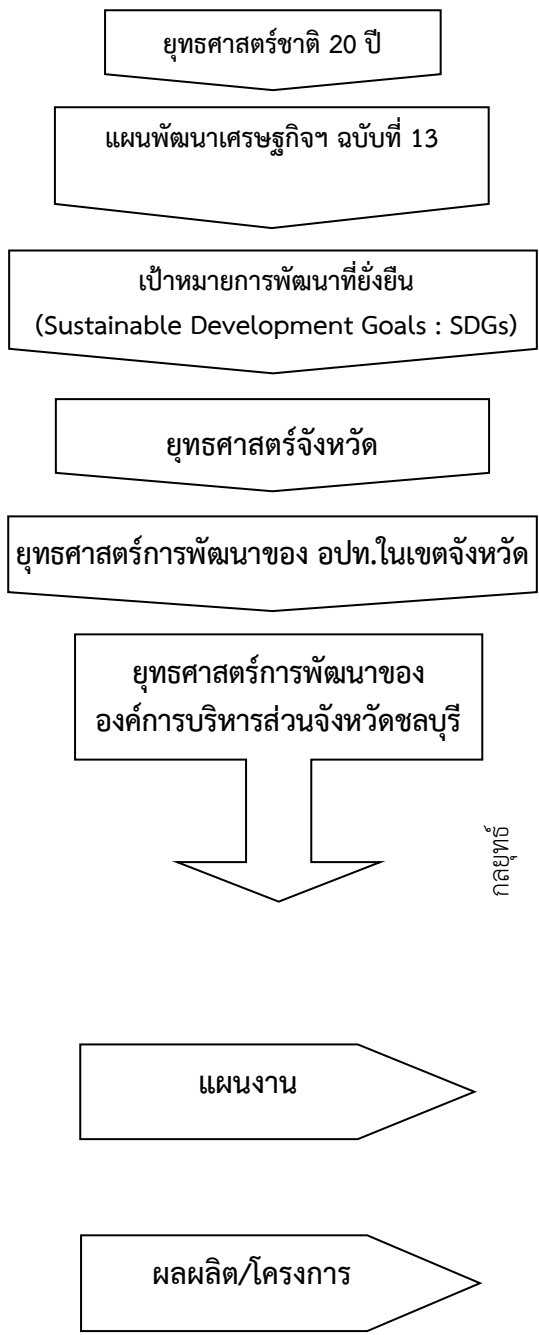 ยุทธศาสตร์ชาติ 20 ปี
แผนพัฒนาเศรษฐกิจฯ ฉบับที่ 13
เป้าหมายการพัฒนาที่ยั่งยืน
(Sustainable Development Goals : SDGs)
ยุทธศาสตร์จังหวัด
ยุทธศาสตร์การพัฒนาของ อปท.ในเขตจังหวัด
ยุทธศาสตร์การพัฒนาของ
องค์การบริหารส่วนจังหวัดชลบุรี
กลยุทธ์
แผนงาน
ผลผลิต/โครงการ